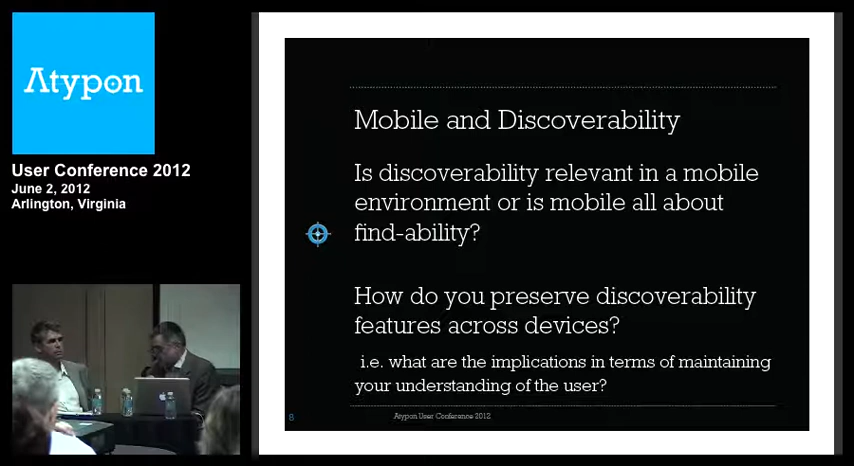 Atypon
User Conference 2012
June 2, 2012
Arlington, Virginia
Mobile and Discoverability
Is discoverability relevant in a mobile
environment or is mobile all about
find-ability?
How do you preserve discoverability
features across devices?
i.e. what are the implications in terms of maintaining
your understanding of the user?
8
Atypon User Conference 2012